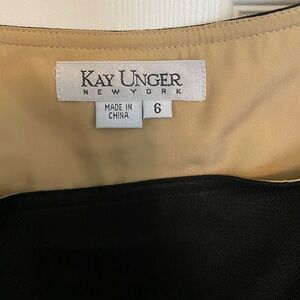 KAY UNGER
NEW YORK
MADE IN
CHINA
6